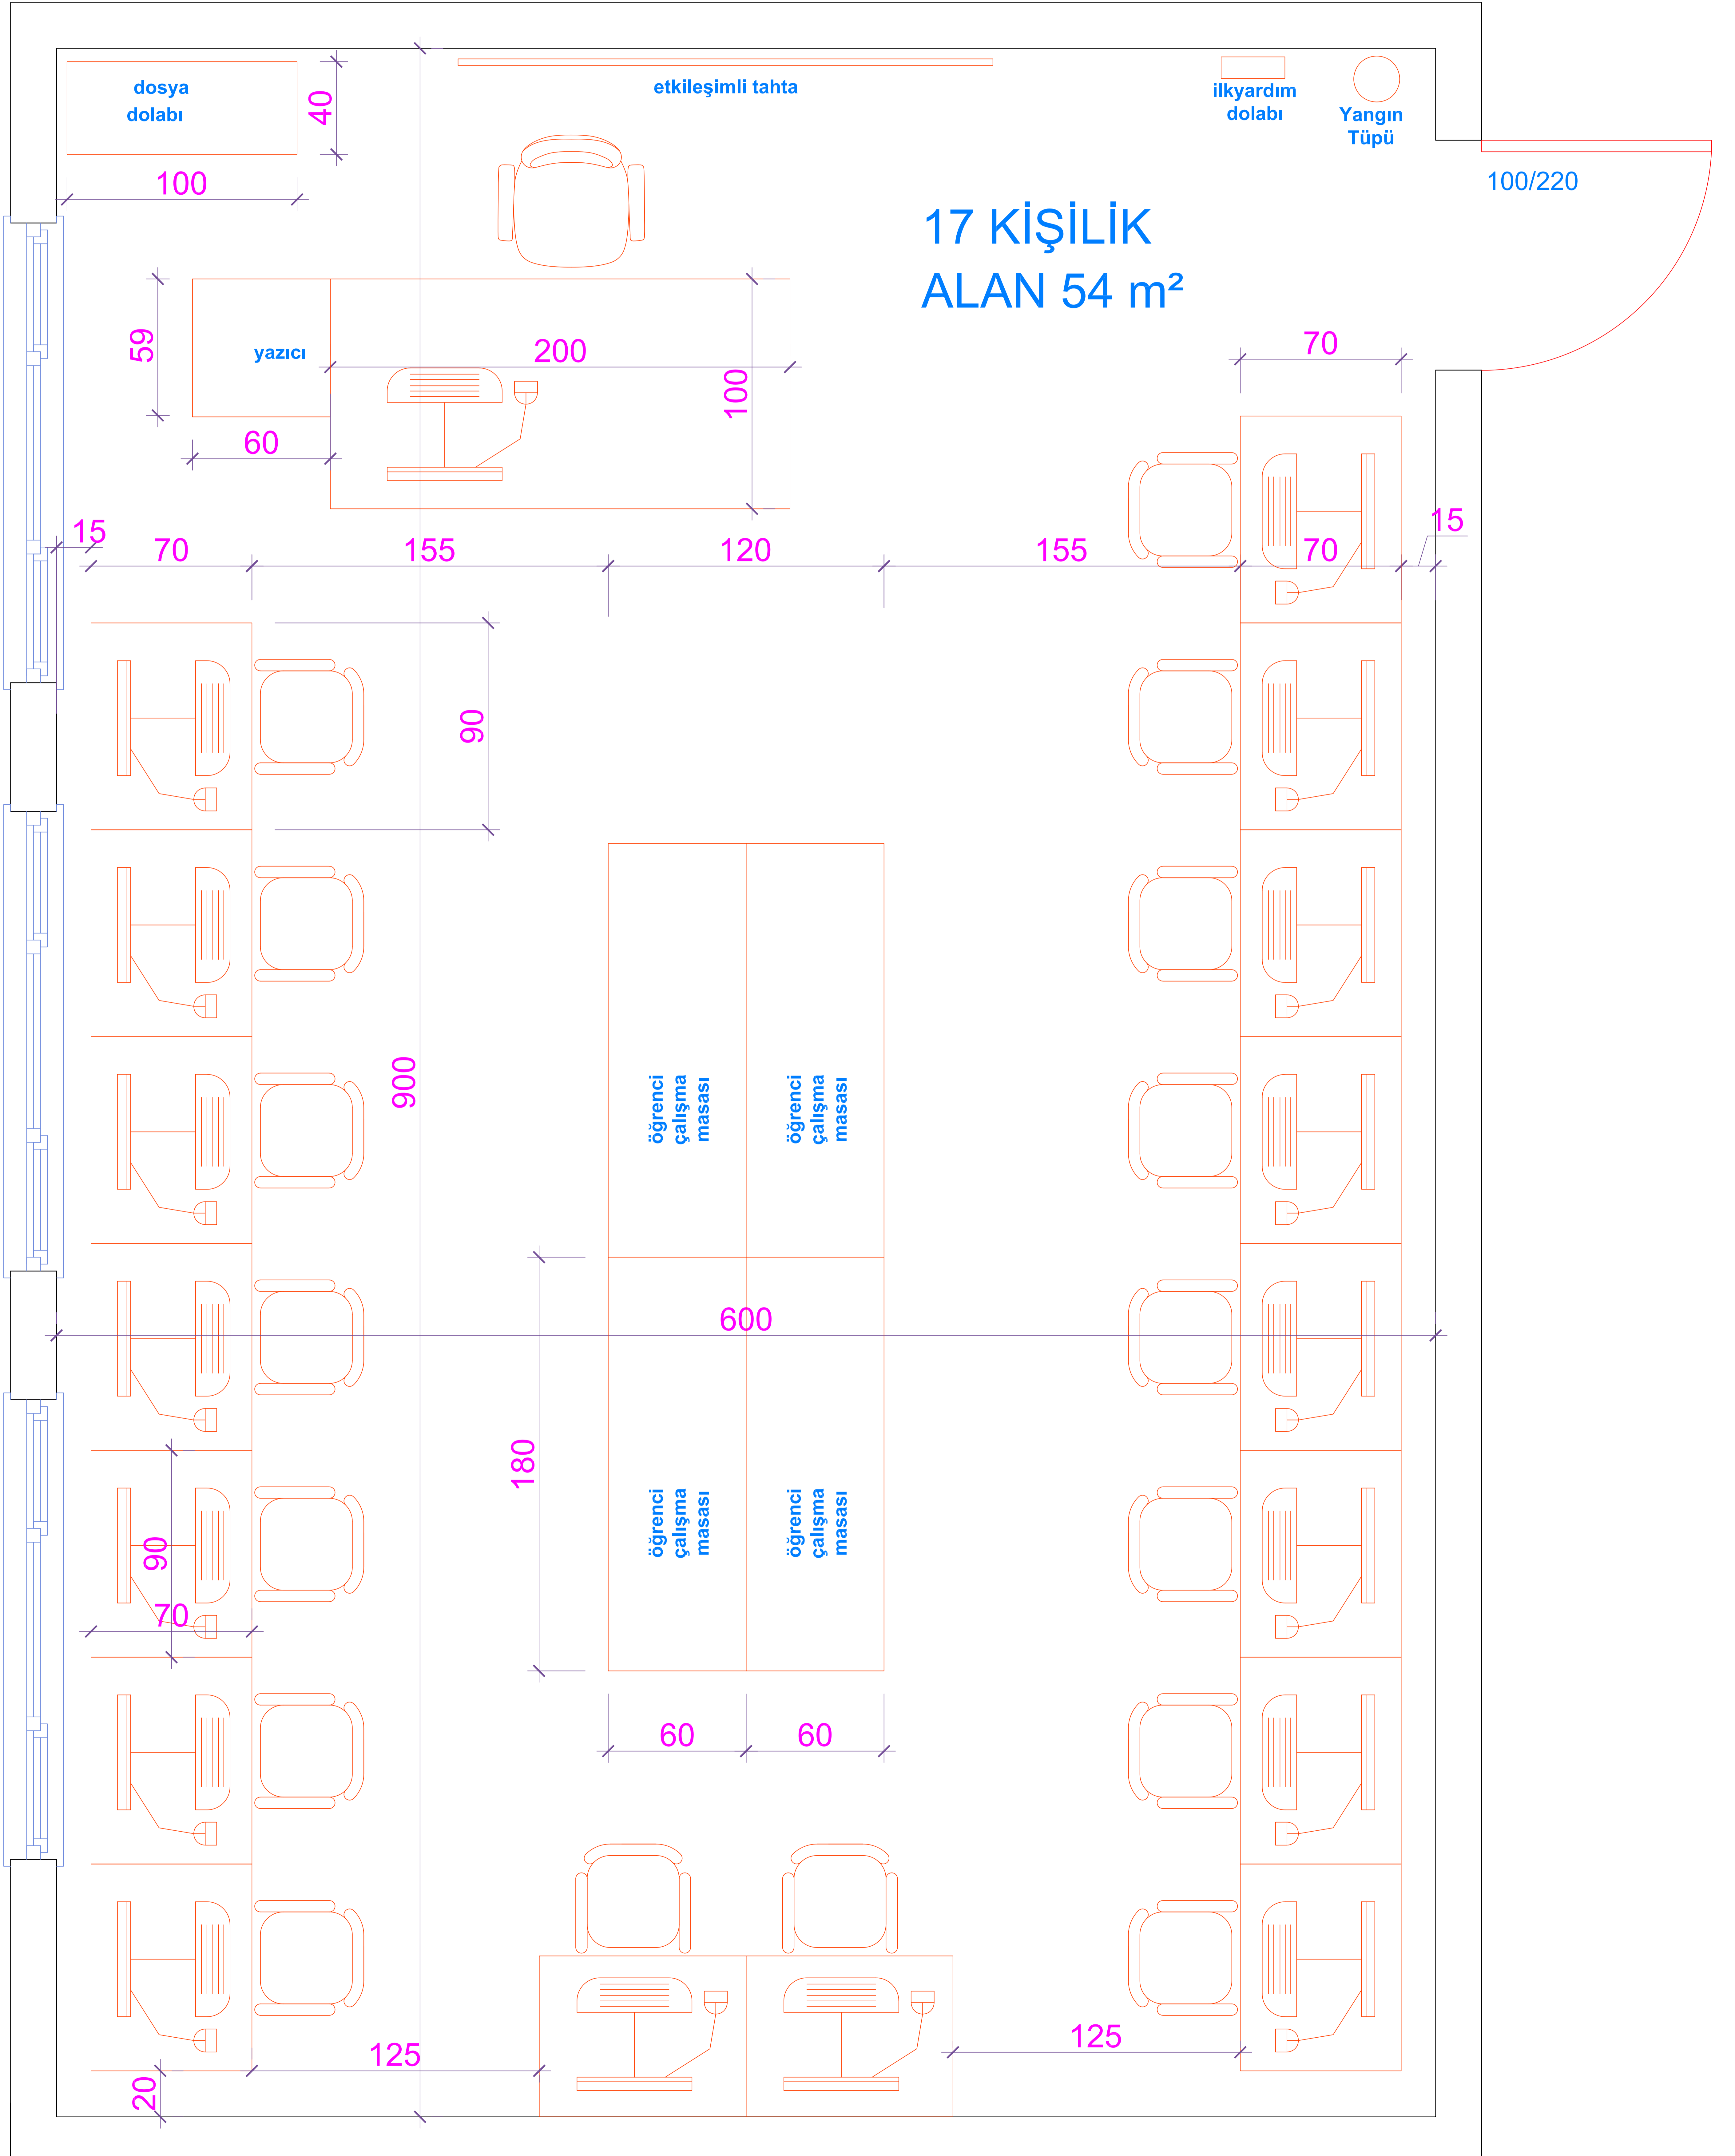 dosya
dolabı
40
100
etkileşimli tahta
ilkyardım
dolabı
Yangın
Tüpü
100/220
17 KİŞİLİK
ALAN 54 m²
59
yazıcı
60
200
100
70
15
70
155
120
155
70
15
90
900
öğrenci
çalışma
masası
öğrenci
çalışma
masası
600
180
öğrenci
çalışma
masası
öğrenci
çalışma
masası
90
70
60
60
125
125
20